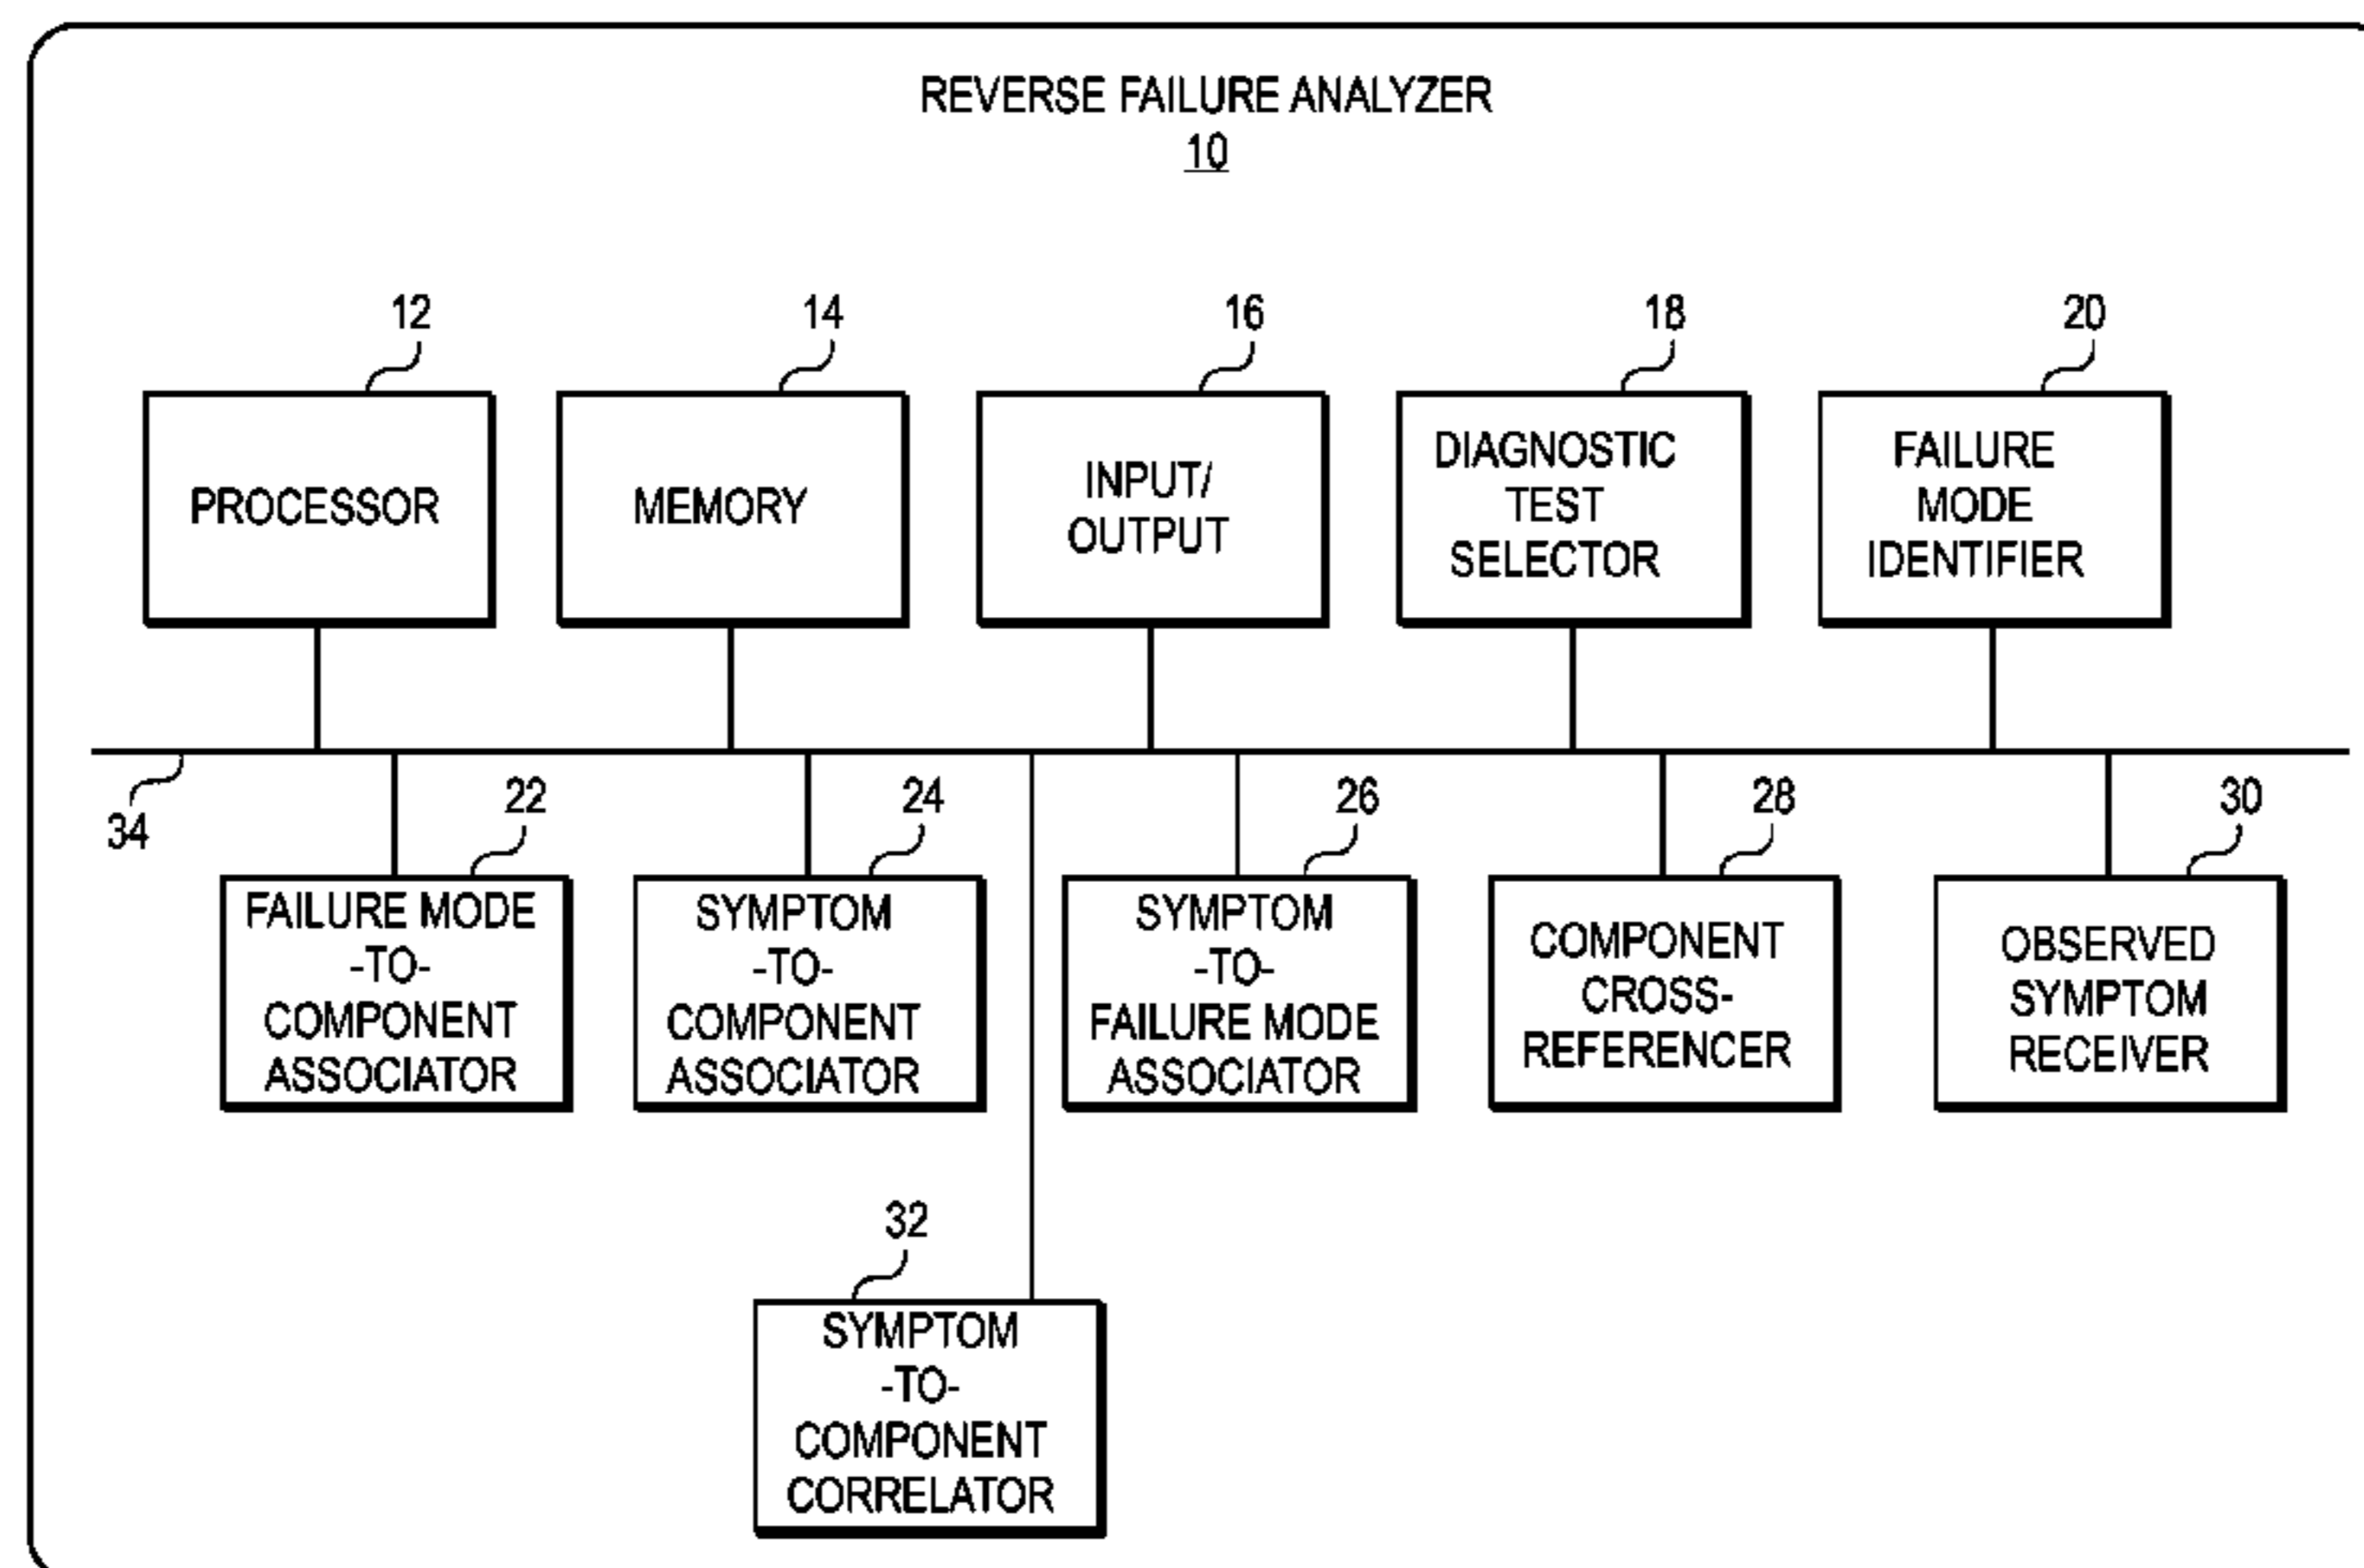 REVERSE FAILURE ANALYZER
10
12
14
16
18
20
PROCESSOR
MEMORY
INPUT/
OUTPUT
DIAGNOSTIC
TEST
SELECTOR
FAILURE
MODE
IDENTIFIER
34
22
24
26
28
30
FAILURE MODE
-TO-
COMPONENT
ASSOCIATOR
SYMPTOM
-TO-
COMPONENT
ASSOCIATOR
SYMPTOM
-TO-
FAILURE MODE
ASSOCIATOR
COMPONENT
CROSS-
REFERENCER
OBSERVED
SYMPTOM
RECEIVER
32
SYMPTOM
-TO-
COMPONENT
CORRELATOR